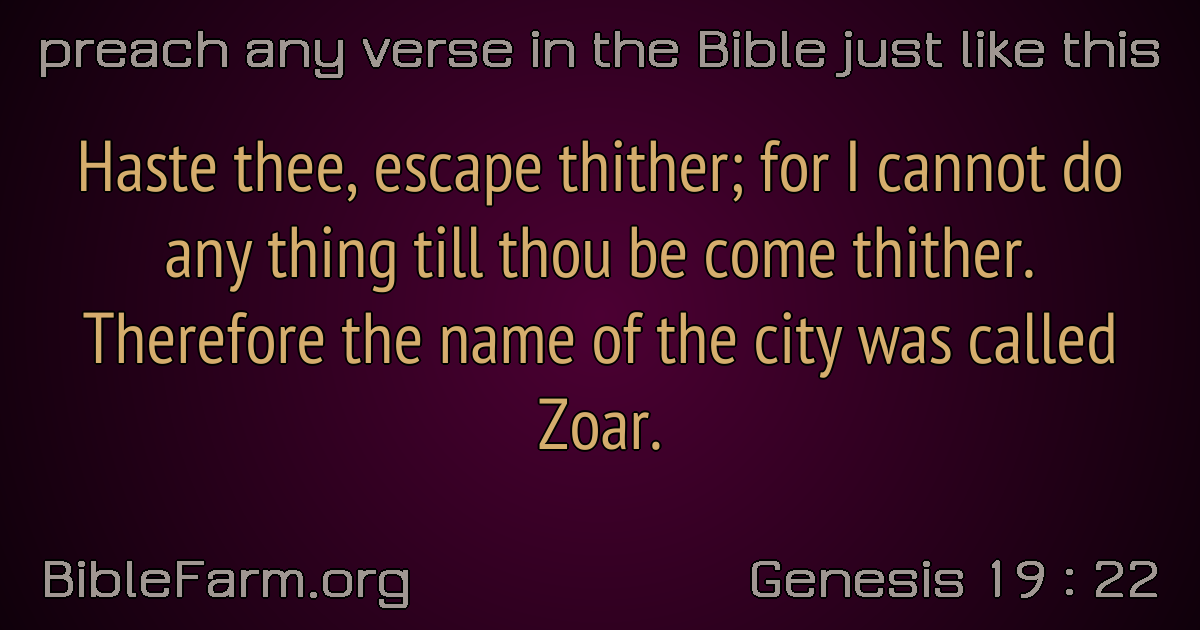 preach any verse in the Bible just like this
Haste thee, escape thither; for I cannot do
any thing till thou be come thither.
Therefore the name of the city was called
Zoar.
BibleFarm.org
Genesis 19 : 22